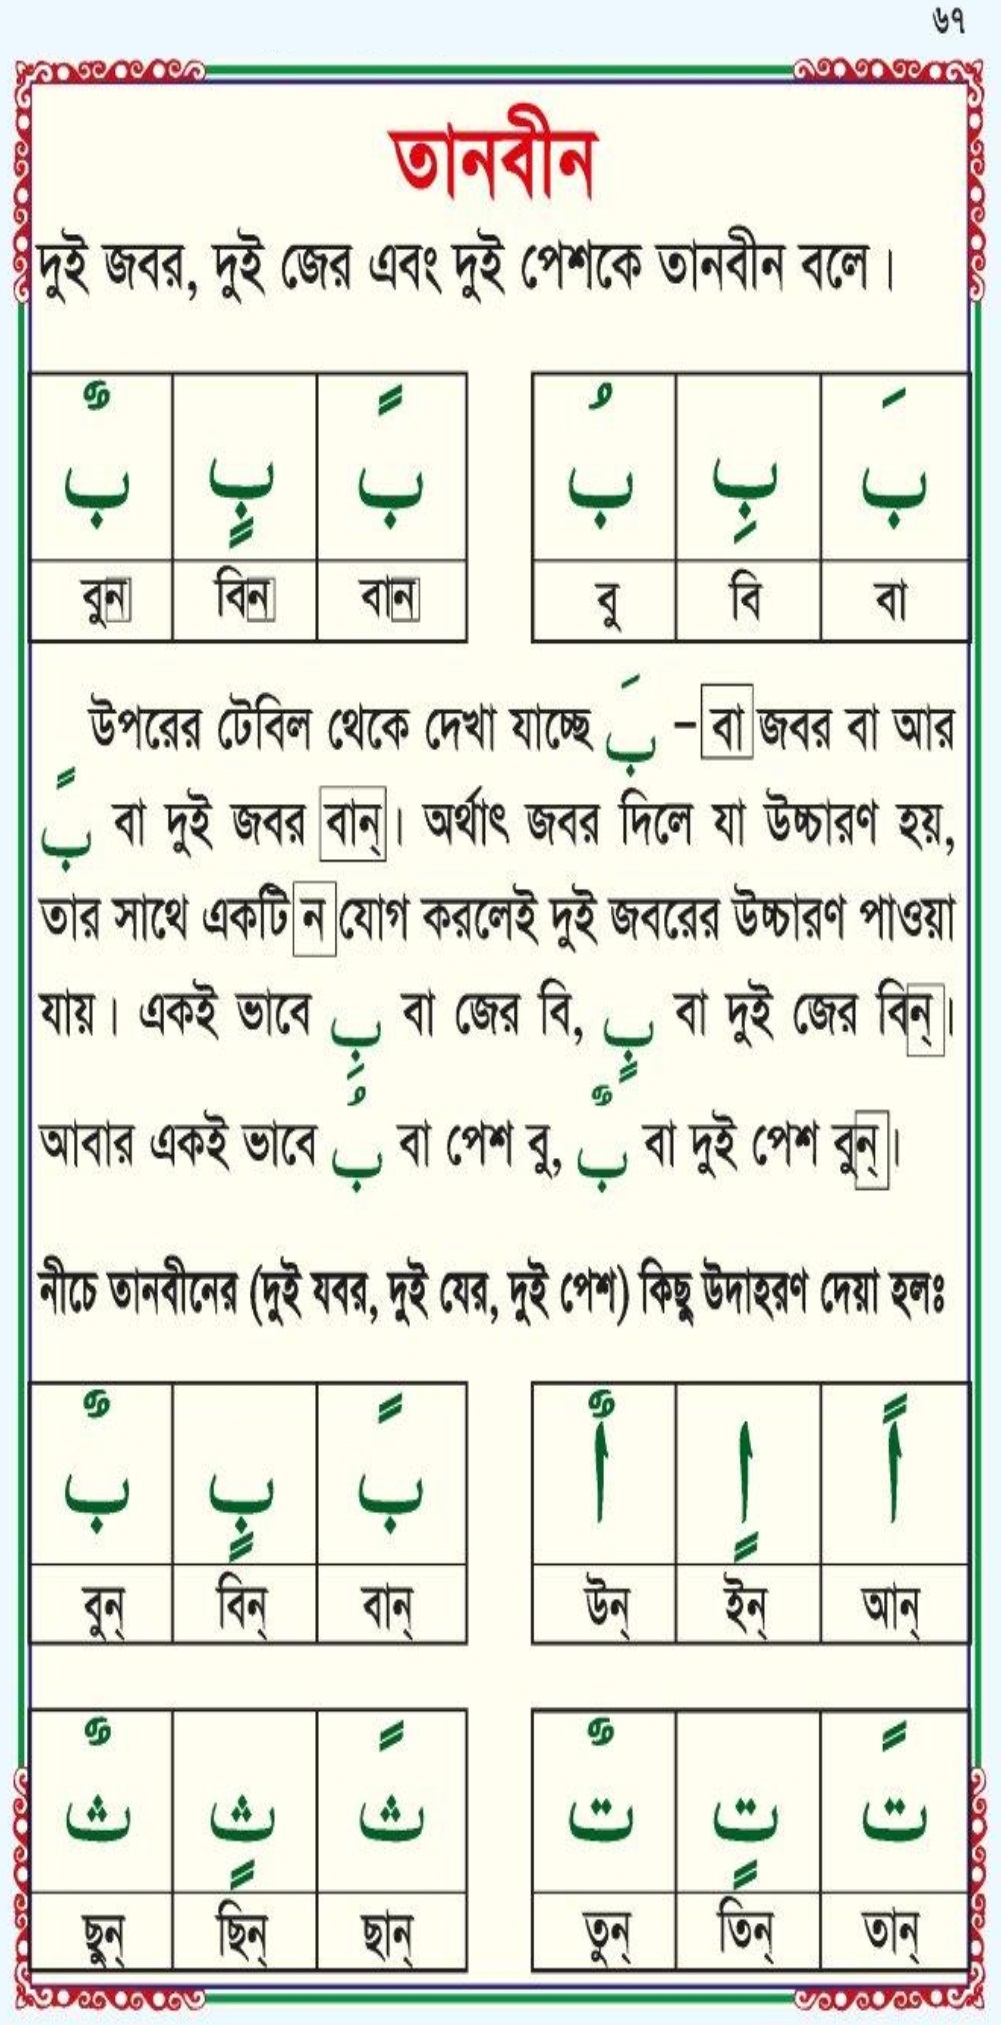 ৬৭
তানবীন
দুই জবর, দুই জের এবং দুই পেশকে তানবীন বলে।
بٌ بٍ بً بُ بِ بَ
বুন বিন বান বু বি বা
উপরের টেবিল থেকে দেখা যাচ্ছে بَ – বা জবর বা আর
بً বা দুই জবর বান্। অর্থাৎ জবর দিলে যা উচ্চারণ হয়,
তার সাথে একটি ন যোগ করলেই দুই জবরের উচ্চারণ পাওয়া
যায়। একই ভাবে بِ বা জের বি, بٍ বা দুই জের বিন্।
আবার একই ভাবে بُ বা পেশ বু, بٌ বা দুই পেশ বুন্।
নীচে তানবীনের (দুই যবর, দুই যের, দুই পেশ) কিছু উদাহরণ দেয়া হলঃ
بٌ بٍ بً اٌ اٍ اً
বুন্ বিন্ বান্ উন্ ইন্ আন্
ثٌ ثٍ ثً تٌ تٍ تً
ছুন্ ছিন্ ছান্ তুন্ তিন্ তান্